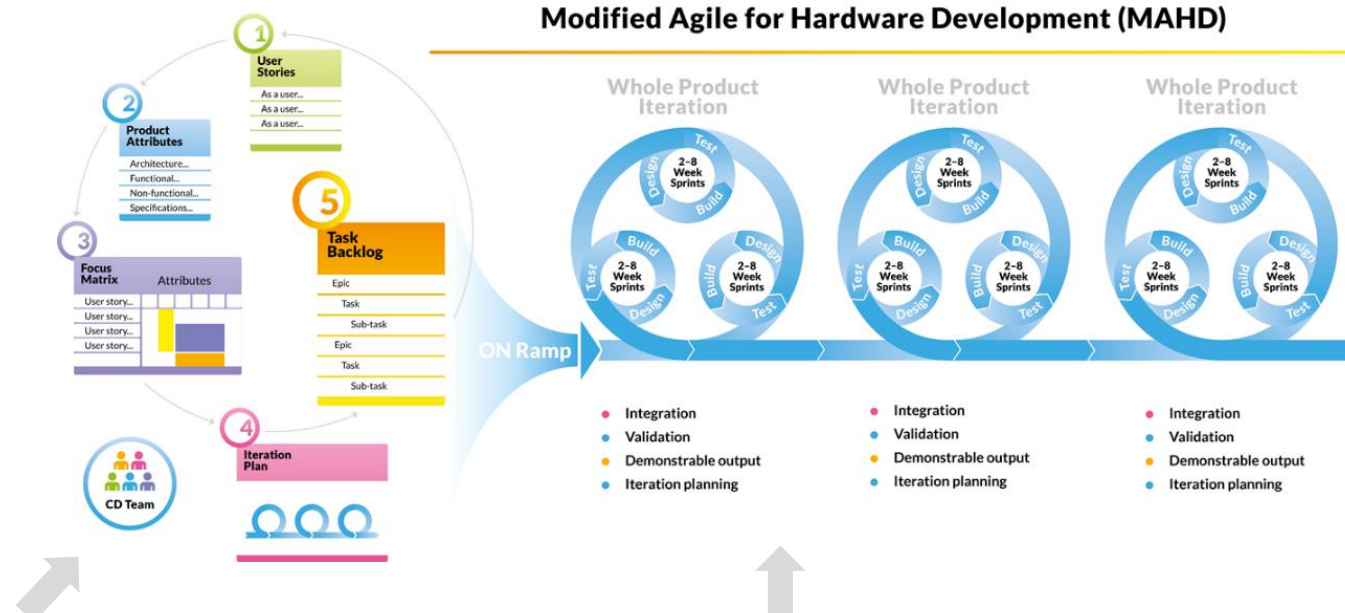 Modified Agile for Hardware Development (MAHD)
1
User
Stories
As a user...
As a user...
As a user...
2
Product
Attributes
Architecture...
Functional...
Non-functional...
Specifications...
3
Focus
Matrix
Attributes
User story...
User story...
User story...
User story...
4
Iteration
Plan
5
Task
Backlog
Epic
Task
Sub-task
Epic
Task
Sub-task
CD Team
ON Ramp
Whole Product
Iteration
Design
Test
Build
2-8
Week
Sprints
Test
Build
Design
2-8
Week
Sprints
Build
Design
Test
2-8
Week
Sprints
Integration
Validation
Demonstrable output
Iteration planning
Whole Product
Iteration
Design
Test
Build
2-8
Week
Sprints
Test
Build
Design
2-8
Week
Sprints
Build
Design
Test
2-8
Week
Sprints
Integration
Validation
Demonstrable output
Iteration planning
Whole Product
Iteration
Design
Test
Build
2-8
Week
Sprints
Test
Build
Design
2-8
Week
Sprints
Build
Design
Test
2-8
Week
Sprints
Integration
Validation
Demonstrable output
Iteration planning